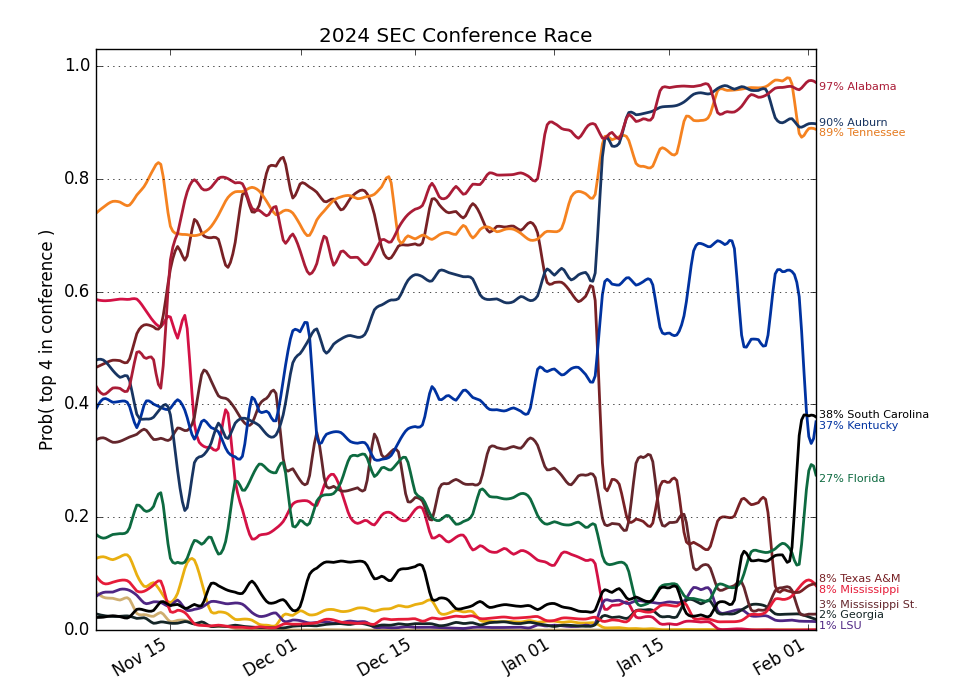 2024 SEC Conference Race
Prob( top 4 in conference )
1.0
0.8
0.6
0.4
0.2
0.0
Nov 15
Dec 01
Dec 15
Jan 01
Jan 15
Feb 01
97% Alabama
90% Auburn
89% Tennessee
38% South Carolina
37% Kentucky
27% Florida
8% Texas A&M
8% Mississippi
3% Mississippi St.
2% Georgia
1% LSU